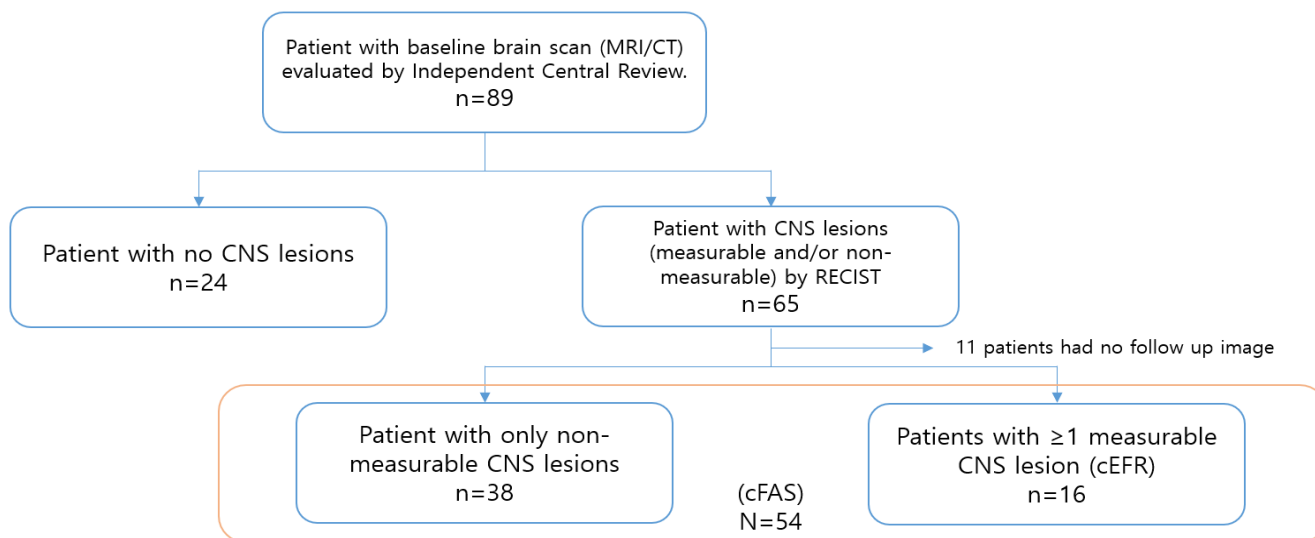 Patient with baseline brain scan (MRI/CT)
evaluated by Independent Central Review.
n=89
Patient with no CNS lesions
n=24
Patient with CNS lesions
(measurable and/or non-
measurable) by RECIST
n=65
11 patients had no follow up image
Patient with only non-
measurable CNS lesions
n=38
Patients with ≥1 measurable
CNS lesion (cEFR)
n=16
(cFAS)
N=54